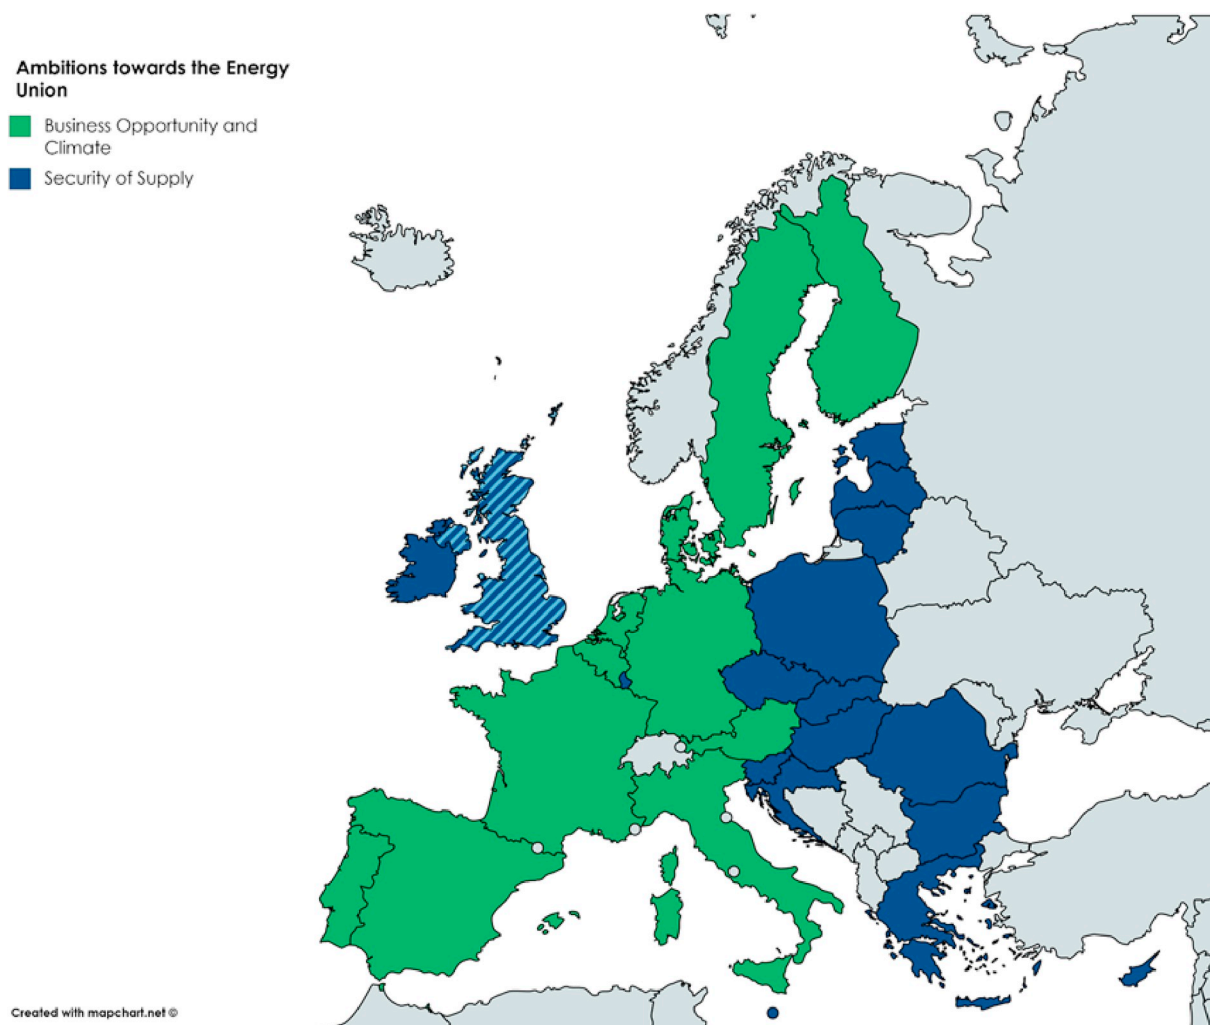 Ambitions towards the Energy
Union
Business Opportunity and
Climate
Security of Supply
Created with mapchart.net ©